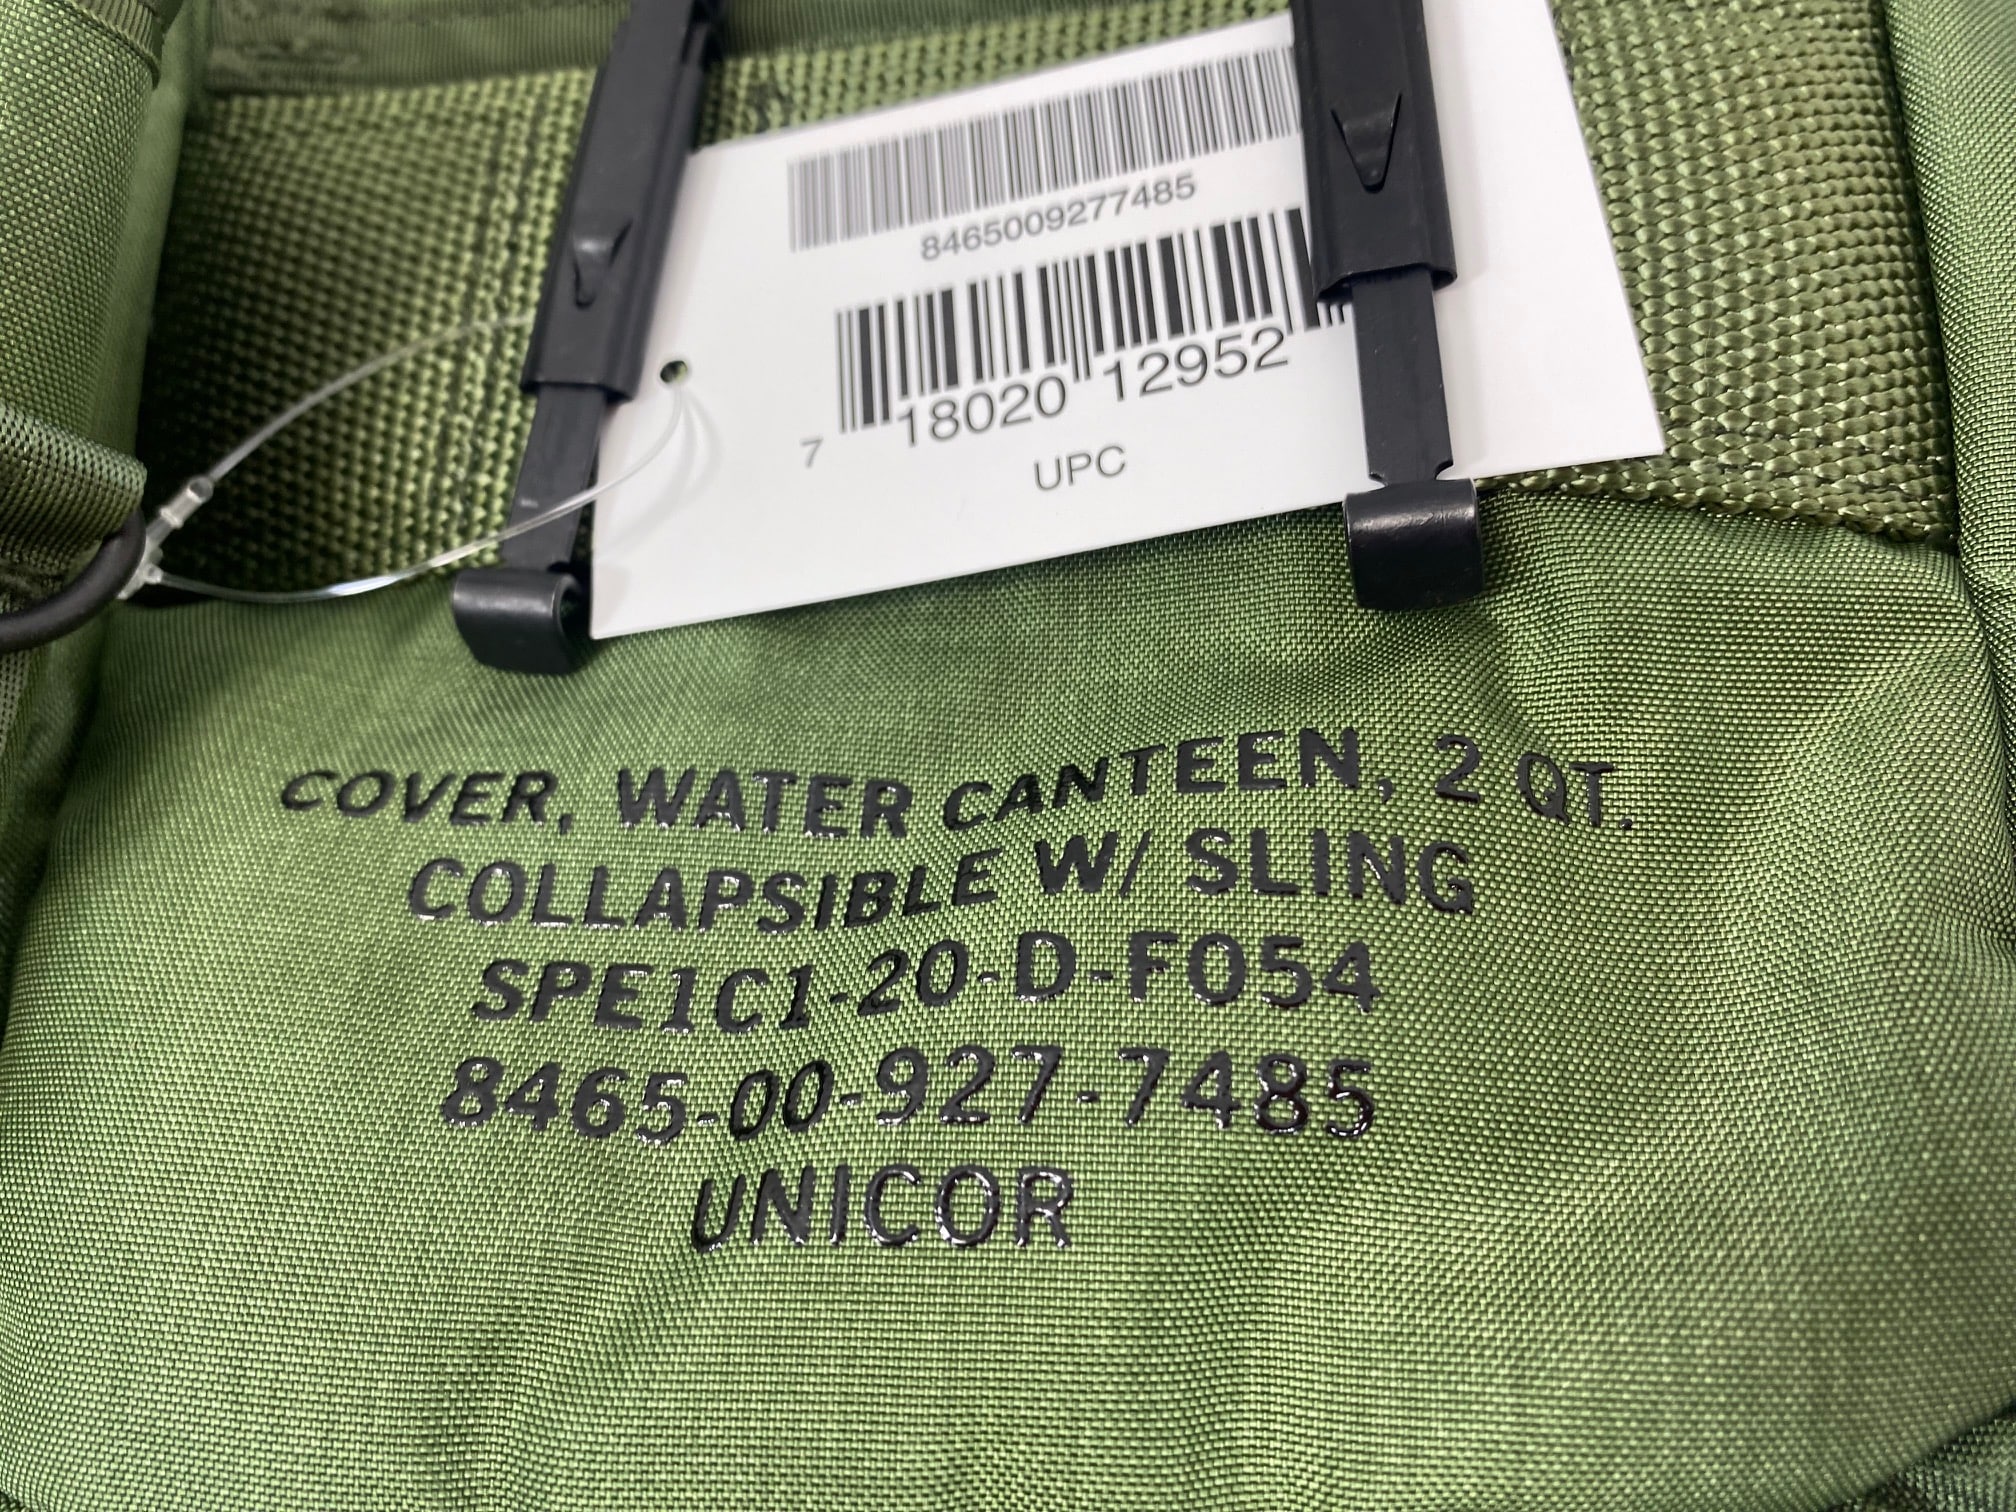 8465009277485
7 18020 12952
UPC
COVER, WATER CANTEEN, 2 QT.
COLLAPSIBLE W/ SLING
SPE1C1-20-D-F054
8465-00-927-7485
UNICOR